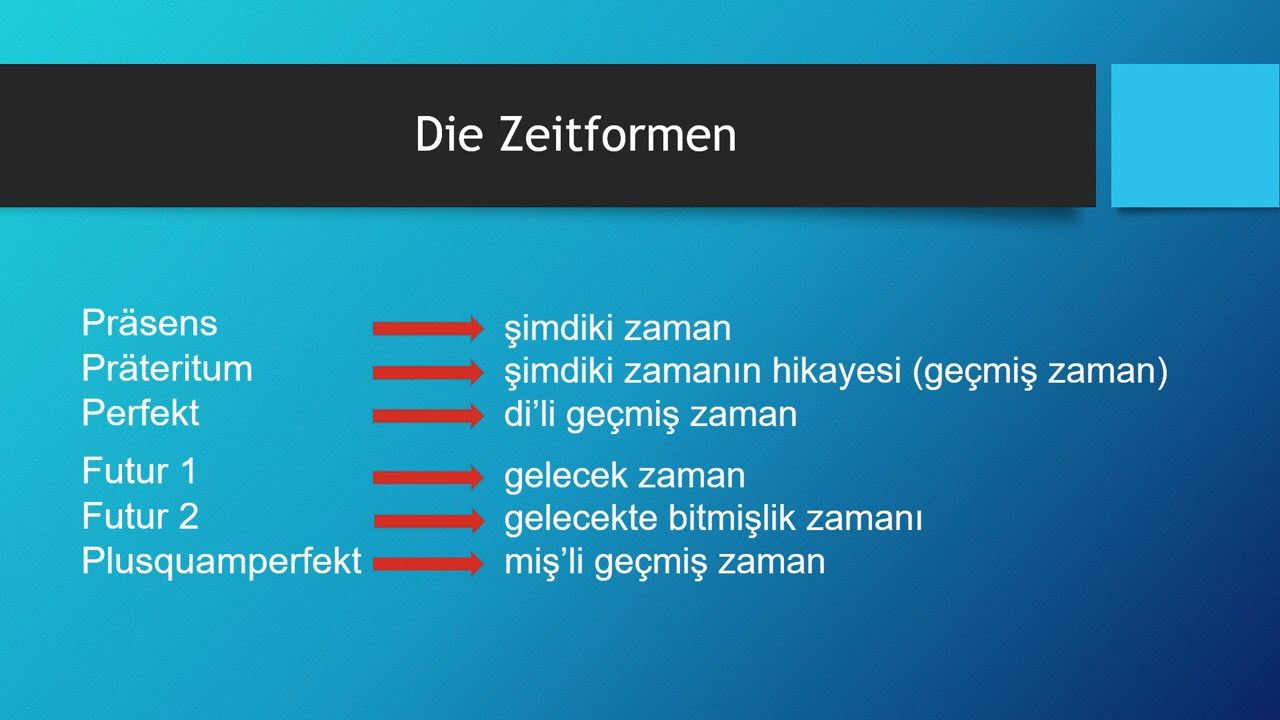 Die Zeitformen
Präsens şimdiki zaman
Präteritum şimdiki zamanın hikayesi (geçmiş zaman)
Perfekt di’li geçmiş zaman
Futur 1 gelecek zaman
Futur 2 gelecekte bitmişlik zamanı
Plusquamperfekt miş’li geçmiş zaman